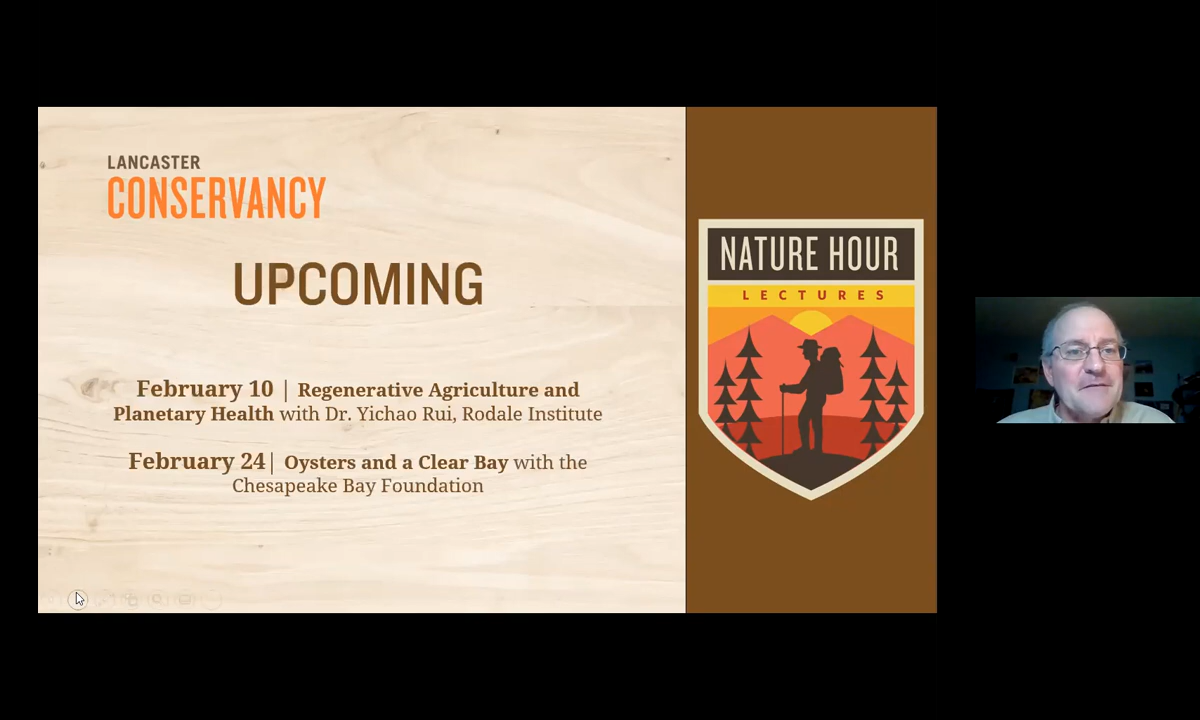 LANCASTER
CONSERVANCY
UPCOMING
February 10 | Regenerative Agriculture and
Planetary Health with Dr. Yichao Rui, Rodale Institute
February 24| Oysters and a Clear Bay with the
Chesapeake Bay Foundation
NATURE HOUR
LECTURES